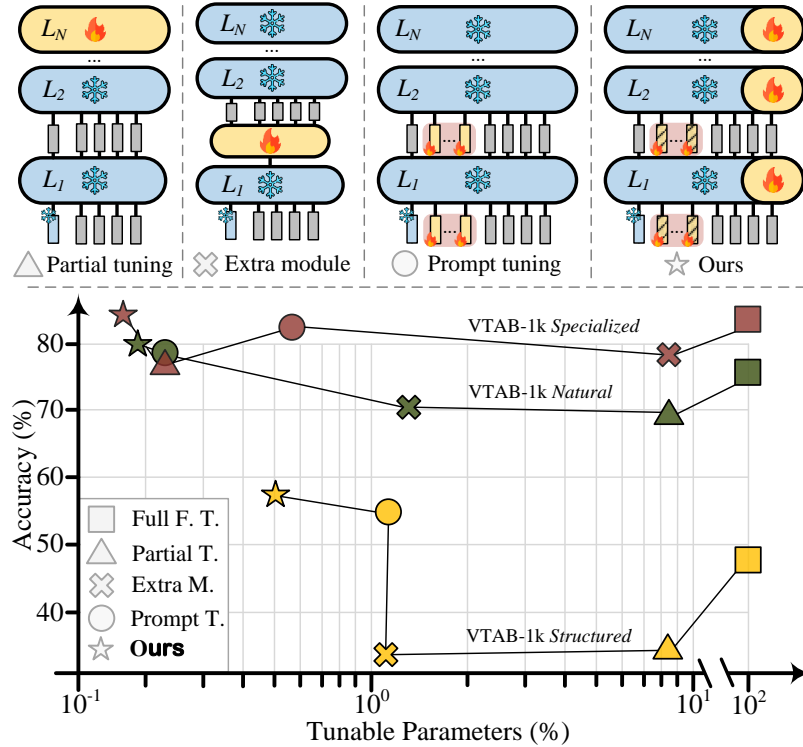 L_N
...
L_2
L_1
Partial tuning
L_N
...
L_2
L_1
Extra module
L_N
...
L_2
...
L_1
...
Prompt tuning
L_N
...
L_2
...
L_1
...
Ours
Accuracy (%)
80
70
60
50
40
VTAB-1k Specialized
VTAB-1k Natural
VTAB-1k Structured
Full F. T.
Partial T.
Extra M.
Prompt T.
Ours
10^-1
10^0
10^1
10^2
Tunable Parameters (%)